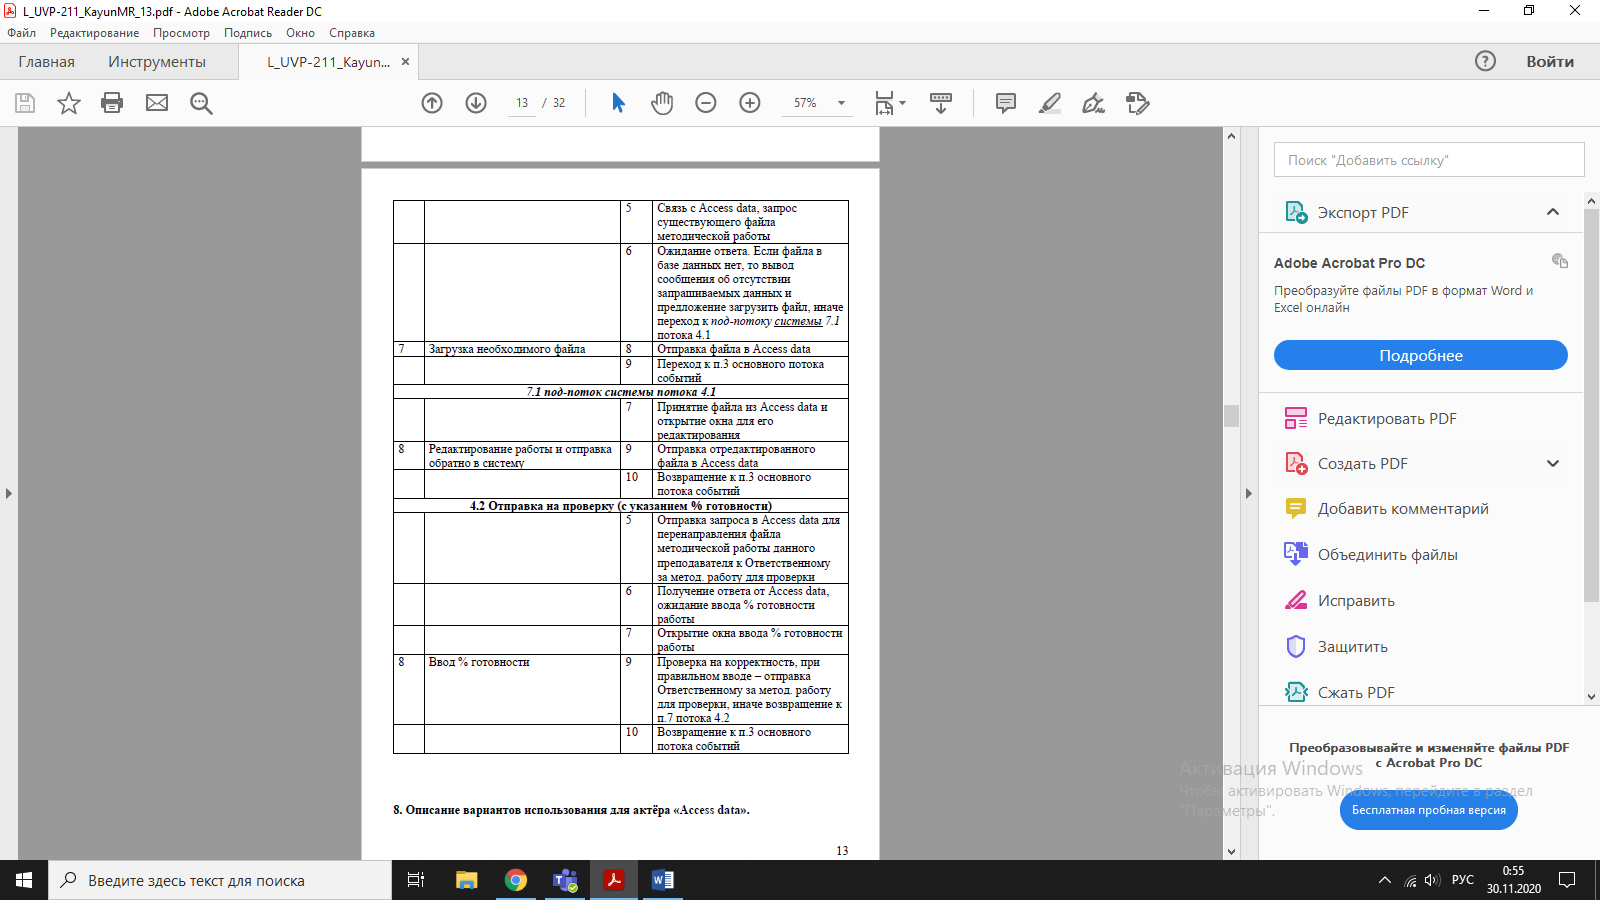 L_UVP-211_KayunMR_13.pdf - Adobe Acrobat Reader DC
Файл Редактирование Просмотр Подпись Окно Справка
Главная Инструменты L_UVP-211_Kayun... ×
? Войти
13 / 32 57%
5 Связь с Access data, запрос
существующего файла
методической работы
6 Ожидание ответа. Если файла в
базе данных нет, то вывод
сообщения об отсутствии
запрашиваемых данных и
предложение загрузить файл, иначе
переход к под-потоку системы 7.1
потока 4.1
7 Загрузка необходимого файла 8 Отправка файла в Access data
9 Переход к п.3 основного потока
событий
7.1 под-поток системы потока 4.1
7 Принятие файла из Access data и
открытие окна для его
редактирования
8 Редактирование работы и отправка 9 Отправка отредактированного
обратно в систему файла в Access data
10 Возвращение к п.3 основного
потока событий
4.2 Отправка на проверку (с указанием % готовности)
5 Отправка запроса в Access data для
перенаправления файла
методической работы данного
преподавателя к Ответственному
за метод. работу для проверки
6 Получение ответа от Access data,
ожидание ввода % готовности
работы
7 Открытие окна ввода % готовности
работы
8 Ввод % готовности 9 Проверка на корректность, при
правильном вводе – отправка
Ответственному за метод. работу
для проверки, иначе возвращение к
п.7 потока 4.2
10 Возвращение к п.3 основного
потока событий
8. Описание вариантов использования для актёра «Access data».
13
Поиск "Добавить ссылку"
Экспорт PDF
Adobe Acrobat Pro DC
Преобразуйте файлы PDF в формат Word и
Excel онлайн
Подробнее
Редактировать PDF
Создать PDF
Добавить комментарий
Объединить файлы
Исправить
Защитить
Сжать PDF
Преобразовывайте и изменяйте файлы PDF
с Acrobat Pro DC
Бесплатная пробная версия
Активация Windows
Чтобы активировать Windows, перейдите в раздел
"Параметры".
Введите здесь текст для поиска
РУС
0:55
30.11.2020